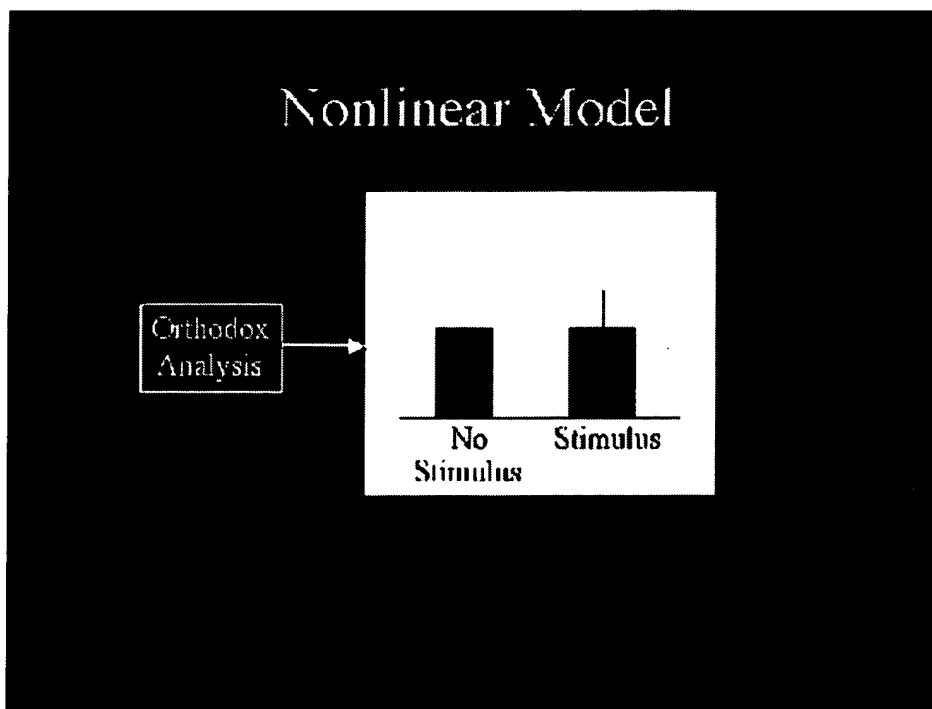 Nonlinear Model
Orthodox
Analysis
No
Stimulus
Stimulus